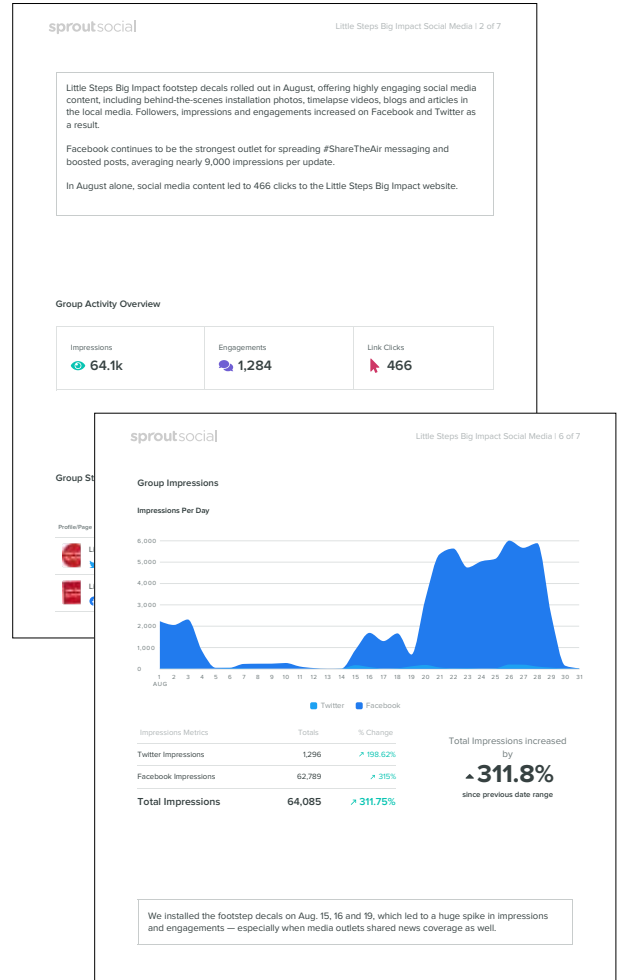 sproutsocial
Little Steps Big Impact Social Media | 2 of 7
Little Steps Big Impact footstep decals rolled out in August, offering highly engaging social media
content, including behind-the-scenes installation photos, timelapse videos, blogs and articles in
the local media. Followers, impressions and engagements increased on Facebook and Twitter as
a result.
Facebook continues to be the strongest outlet for spreading #ShareTheAir messaging and
boosted posts, averaging nearly 9,000 impressions per update.
In August alone, social media content led to 466 clicks to the Little Steps Big Impact website.
Group Activity Overview
Impressions
64.1k
Engagements
1,284
Link Clicks
466
Group St
Profile/Page
Li
Li
sproutsocial
Little Steps Big Impact Social Media | 6 of 7
Group Impressions
Impressions Per Day
6,000
5,000
4,000
3,000
2,000
1,000
0
1 2 3 4 5 6 7 8 9 10 11 12 13 14 15 16 17 18 19 20 21 22 23 24 25 26 27 28 29 30 31
AUG
Twitter Facebook
Impressions Metrics Totals % Change
Twitter Impressions 1,296 ↗ 198.62%
Facebook Impressions 62,789 ↗ 315%
Total Impressions 64,085 ↗ 311.75%
Total Impressions increased
by
311.8%
since previous date range
We installed the footstep decals on Aug. 15, 16 and 19, which led to a huge spike in impressions
and engagements — especially when media outlets shared news coverage as well.